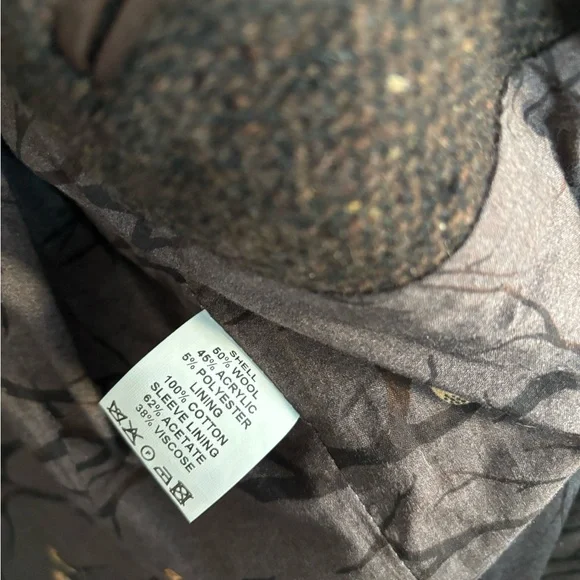 SHELL
50% WOOL
45% ACRYLIC
5% POLYESTER
LINING
100% COTTON
SLEEVE LINING
62% ACETATE
38% VISCOSE